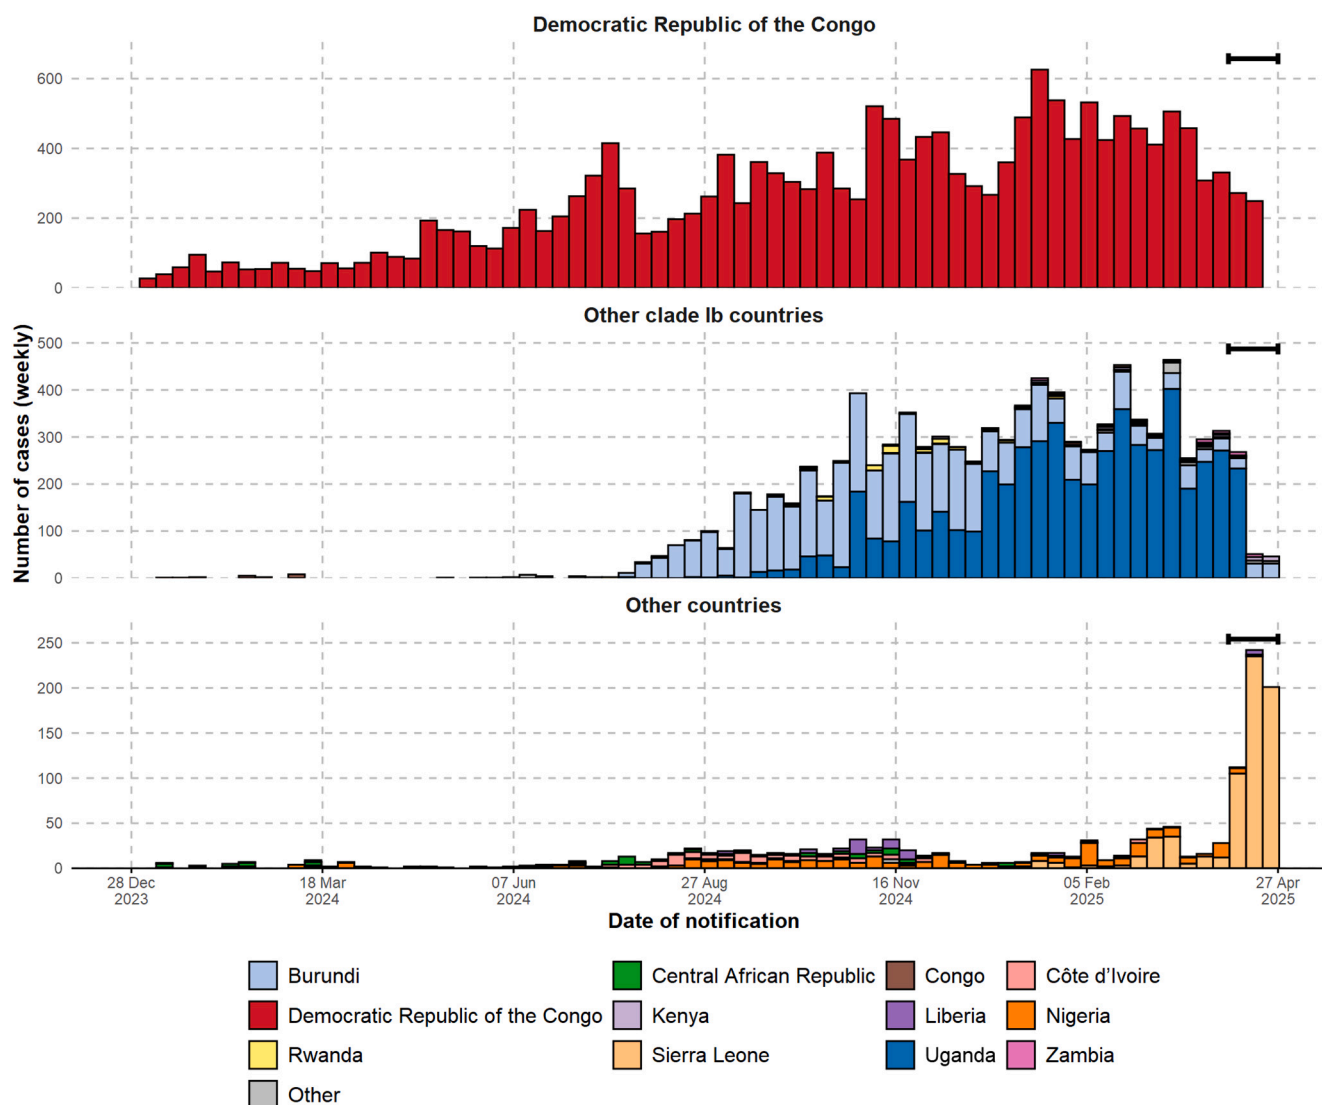 Democratic Republic of the Congo
600
400
200
0
Other clade Ib countries
500
400
300
200
100
0
Number of cases (weekly)
Other countries
250
200
150
100
50
0
28 Dec 2023
18 Mar 2024
07 Jun 2024
27 Aug 2024
16 Nov 2024
05 Feb 2025
27 Apr 2025
Date of notification
Burundi
Central African Republic
Congo
Côte d’Ivoire
Democratic Republic of the Congo
Kenya
Liberia
Nigeria
Rwanda
Sierra Leone
Uganda
Zambia
Other